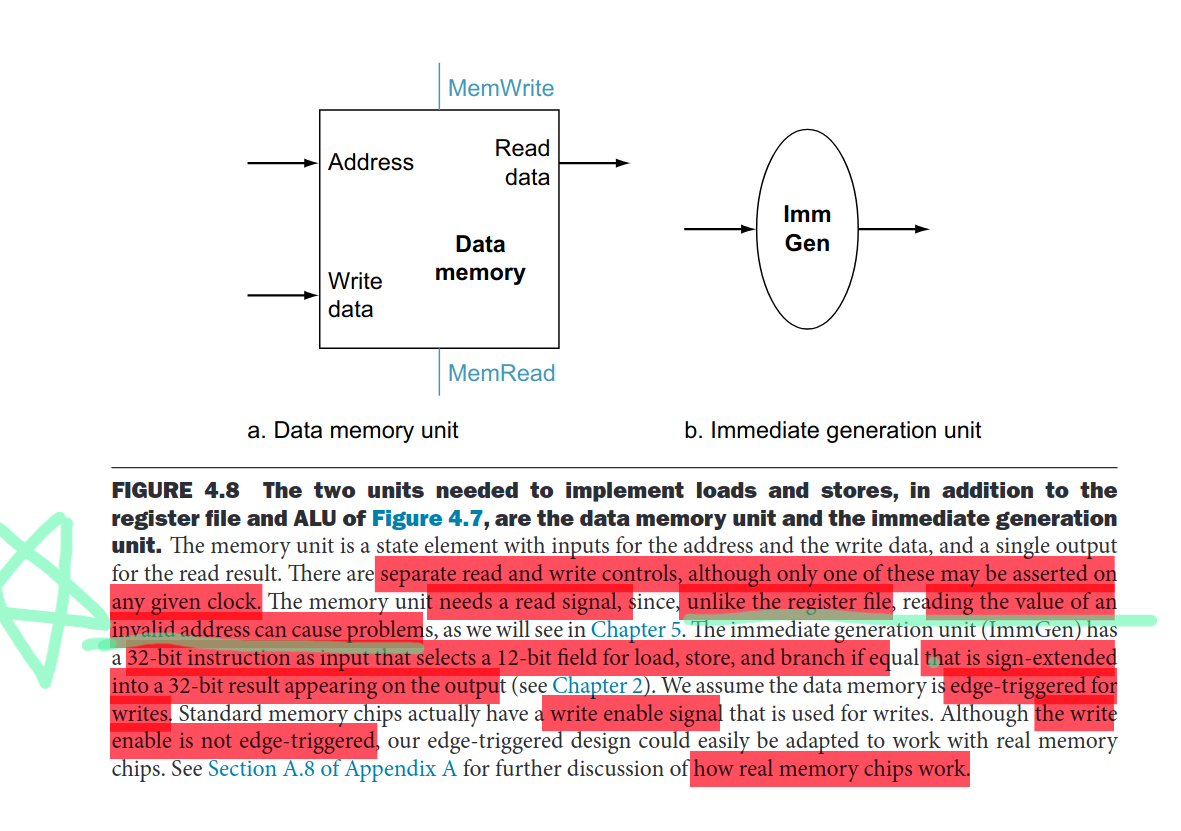 MemWrite
Address
Read
data
Data
memory
Write
data
MemRead
Imm
Gen
a. Data memory unit
b. Immediate generation unit
FIGURE 4.8 The two units needed to implement loads and stores, in addition to the
register file and ALU of Figure 4.7, are the data memory unit and the immediate generation
unit. The memory unit is a state element with inputs for the address and the write data, and a single output
for the read result. There are separate read and write controls, although only one of these may be asserted on
any given clock. The memory unit needs a read signal, since, unlike the register file, reading the value of an
invalid address can cause problems, as we will see in Chapter 5. The immediate generation unit (ImmGen) has
a 32-bit instruction as input that selects a 12-bit field for load, store, and branch if equal that is sign-extended
into a 32-bit result appearing on the output (see Chapter 2). We assume the data memory is edge-triggered for
writes. Standard memory chips actually have a write enable signal that is used for writes. Although the write
enable is not edge-triggered, our edge-triggered design could easily be adapted to work with real memory
chips. See Section A.8 of Appendix A for further discussion of how real memory chips work.